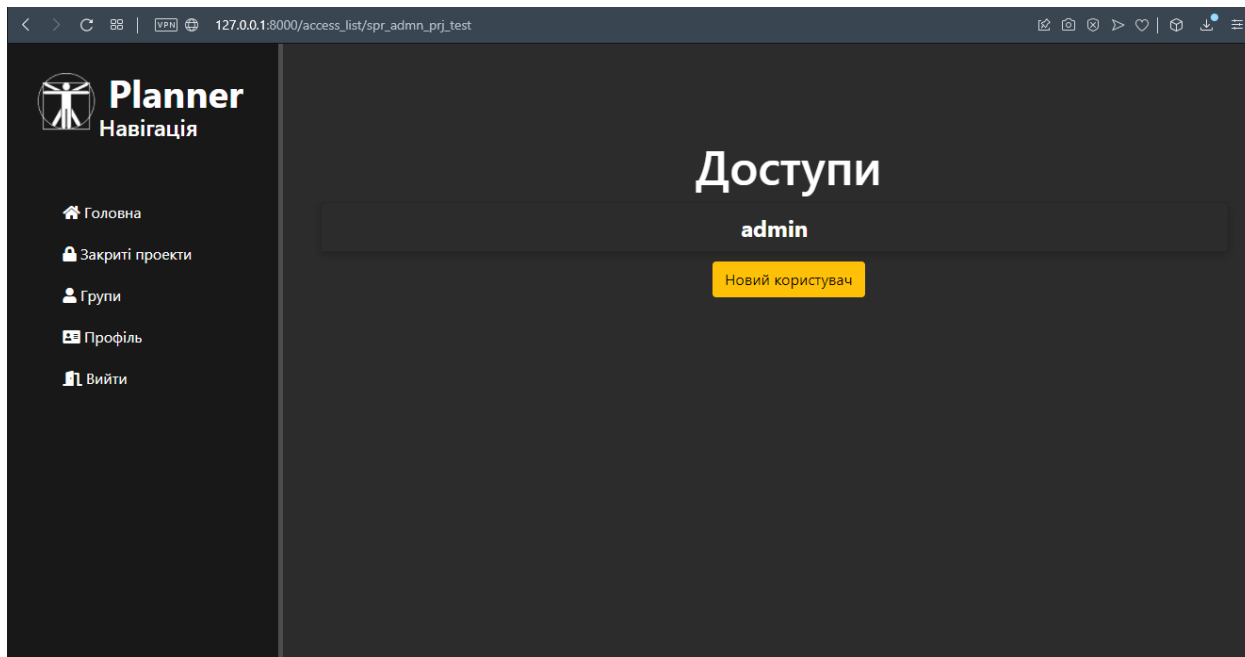 VPN 127.0.0.1:8000/access_list/spr_admn_prj_test
Planner
Навігація
Головна
Закриті проекти
Групи
Профіль
Вийти
Доступи
admin
Новий користувач